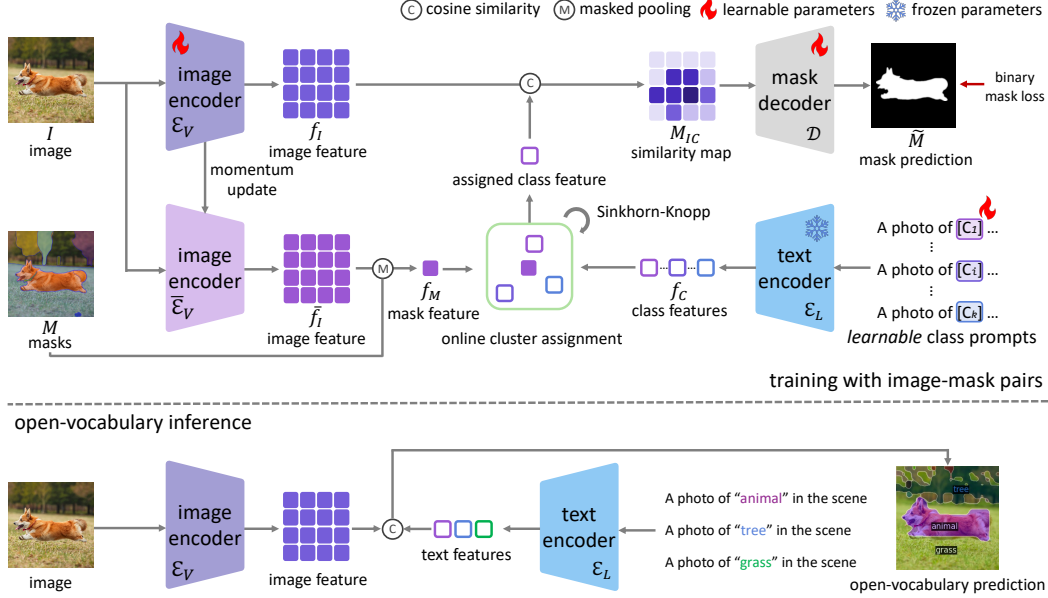 C cosine similarity M masked pooling learnable parameters frozen parameters
I
image
image
encoder
ℰ_V
f_I
image feature
C
M_IC
similarity map
mask
decoder
𝒟
M̃
mask prediction
binary
mask loss
momentum
update
assigned class feature
Sinkhorn-Knopp
M
masks
image
encoder
ℰ̅_V
f̄_I
image feature
M
f_M
mask feature
online cluster assignment
... ...
f_C
class features
text
encoder
ℰ_L
A photo of [C1] ...
⋮
A photo of [Ci] ...
⋮
A photo of [Ck] ...
learnable class prompts
training with image-mask pairs
open-vocabulary inference
image
image
encoder
ℰ_V
image feature
C
text features
text
encoder
ℰ_L
A photo of "animal" in the scene
A photo of "tree" in the scene
A photo of "grass" in the scene
tree
animal
grass
open-vocabulary prediction